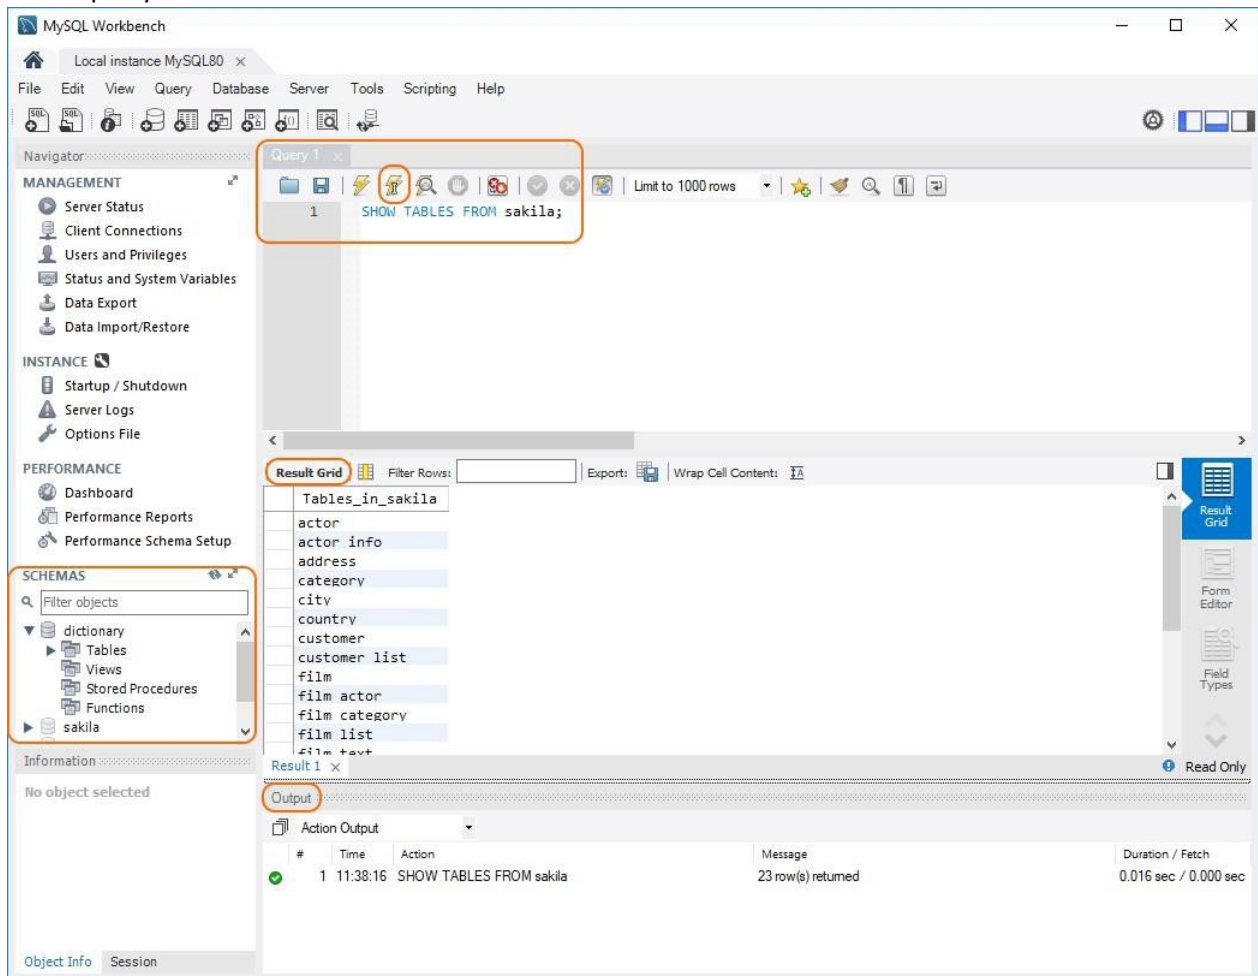 MySQL Workbench
Local instance MySQL80
File Edit View Query Database Server Tools Scripting Help
Navigator
MANAGEMENT
Server Status
Client Connections
Users and Privileges
Status and System Variables
Data Export
Data Import/Restore
INSTANCE
Startup / Shutdown
Server Logs
Options File
PERFORMANCE
Dashboard
Performance Reports
Performance Schema Setup
SCHEMAS
Filter objects
dictionary
Tables
Views
Stored Procedures
Functions
sakila
Information
No object selected
Object Info Session
Query 1
Limit to 1000 rows
1 SHOW TABLES FROM sakila;
Result Grid Filter Rows: Export: Wrap Cell Content:
Tables_in_sakila
actor
actor info
address
category
city
country
customer
customer list
film
film actor
film category
film list
film text
Result Grid
Form Editor
Field Types
Result 1 Read Only
Output
Action Output
# Time Action Message Duration / Fetch
1 11:38:16 SHOW TABLES FROM sakila 23 row(s) returned 0.016 sec / 0.000 sec